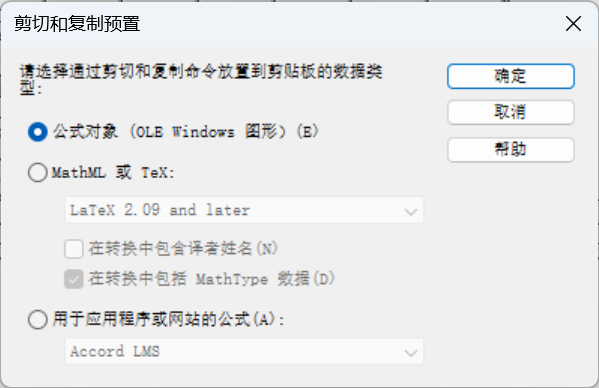 剪切和复制预置
请选择通过剪切和复制命令放置到剪贴板的数据类
型:
确定
取消
帮助
公式对象 (OLE Windows 图形) (E)
MathML 或 TeX:
LaTeX 2.09 and later
在转换中包含译者姓名(N)
在转换中包括 MathType 数据(D)
用于应用程序或网站的公式(A):
Accord LMS